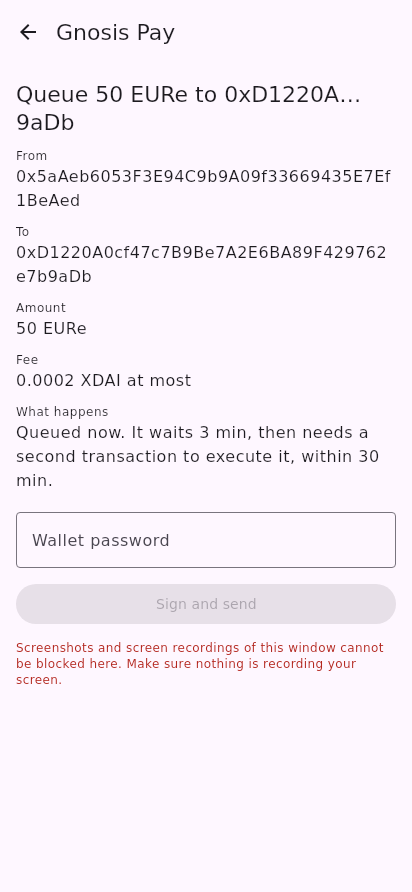 Gnosis Pay
Queue 50 EURe to 0xD1220A…
9aDb
From
0x5aAeb6053F3E94C9b9A09f33669435E7Ef
1BeAed
To
0xD1220A0cf47c7B9Be7A2E6BA89F429762
e7b9aDb
Amount
50 EURe
Fee
0.0002 XDAI at most
What happens
Queued now. It waits 3 min, then needs a
second transaction to execute it, within 30
min.
Wallet password
Sign and send
Screenshots and screen recordings of this window cannot
be blocked here. Make sure nothing is recording your
screen.